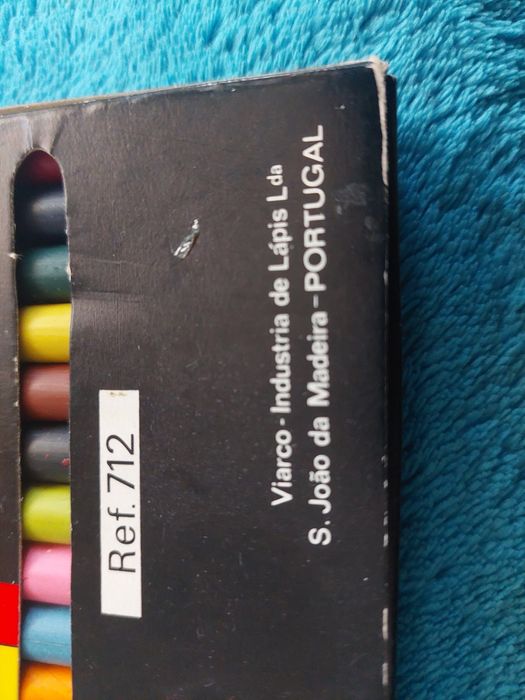 Viarco - Industria de Lápis Lda
S. João da Madeira - PORTUGAL
Ref. 712